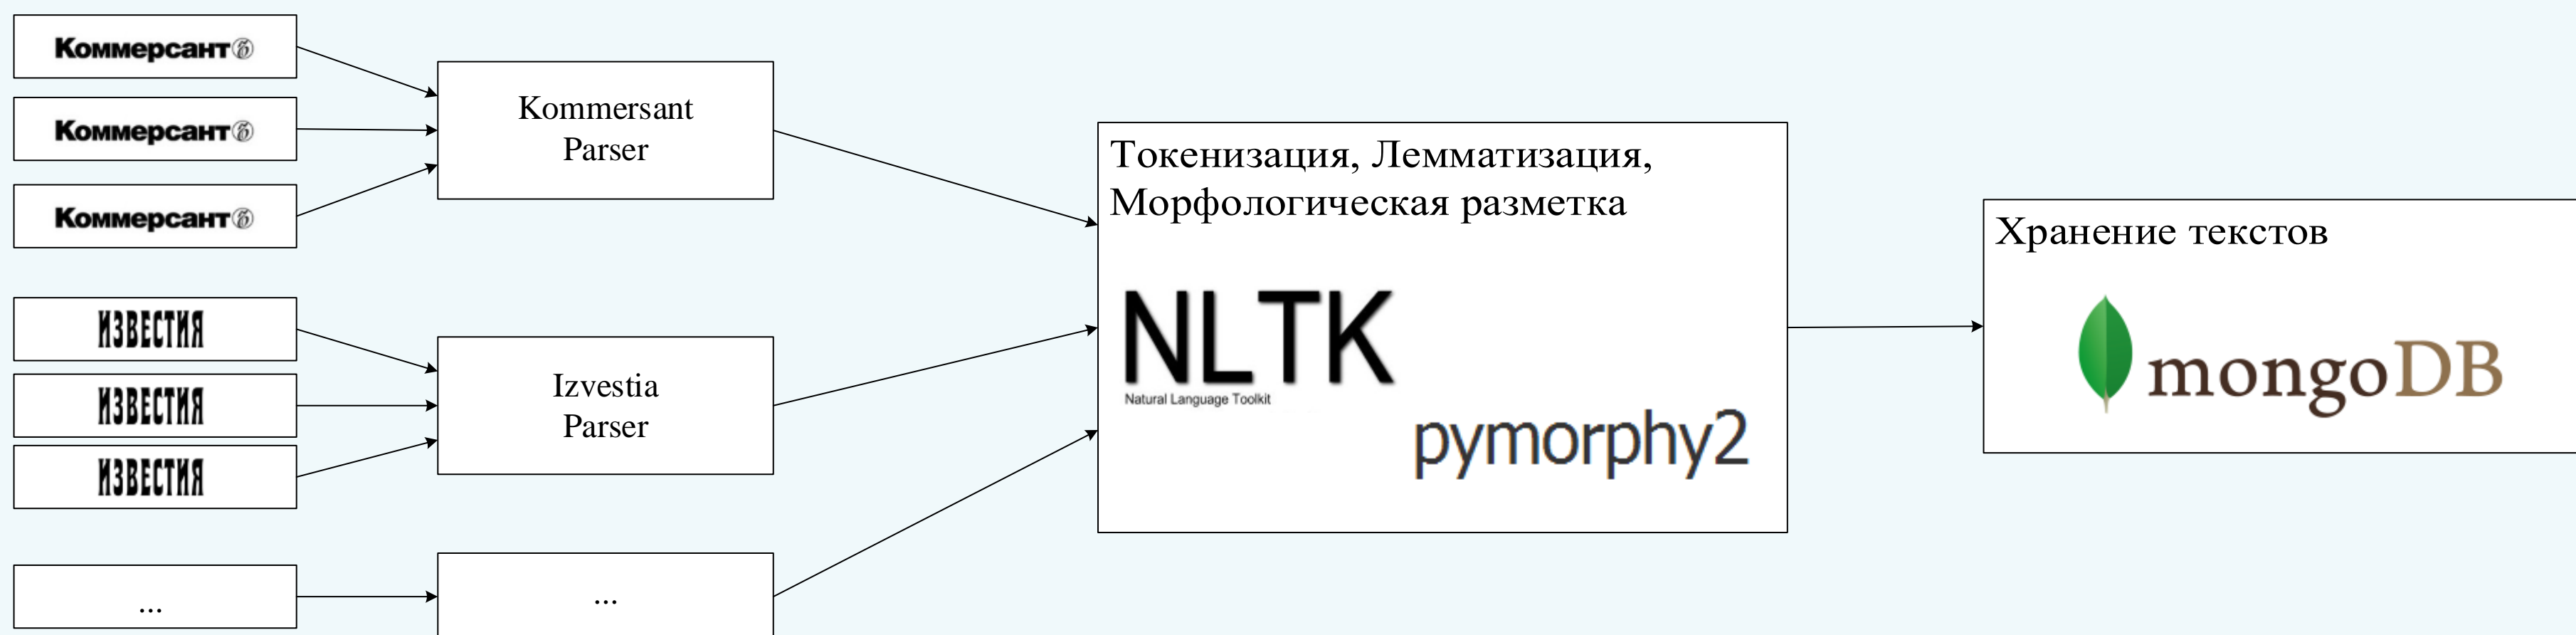 Коммерсантъ
Коммерсантъ
Коммерсантъ
Kommersant
Parser
ИЗВЕСТИЯ
ИЗВЕСТИЯ
ИЗВЕСТИЯ
Izvestia
Parser
...
...
Токенизация, Лемматизация,
Морфологическая разметка
NLTK
Natural Language Toolkit
pymorphy2
Хранение текстов
mongoDB